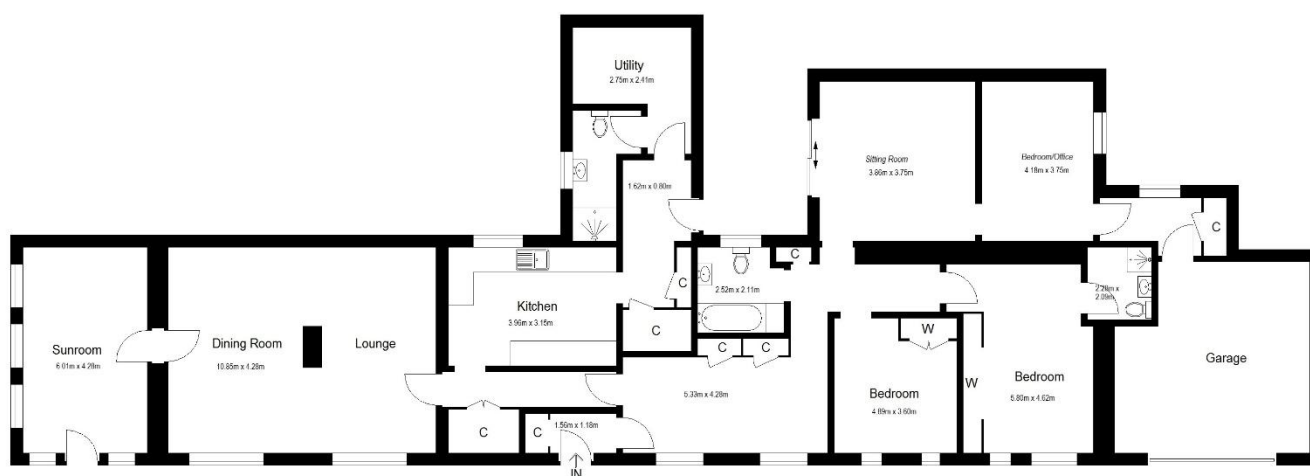 Utility
2.75m x 2.41m
Sitting Room
3.86m x 3.75m
Bedroom/Office
4.18m x 3.75m
1.62m x 0.80m
C
C
C
C
Kitchen
3.96m x 3.15m
2.52m x 2.11m
2.09m
Sunroom
6.01m x 4.28m
Dining Room
10.85m x 4.28m
Lounge
C
C
W
W
Bedroom
4.89m x 3.60m
Bedroom
5.80m x 4.62m
Garage
5.33m x 4.28m
C
C
1.56m x 1.18m
IN